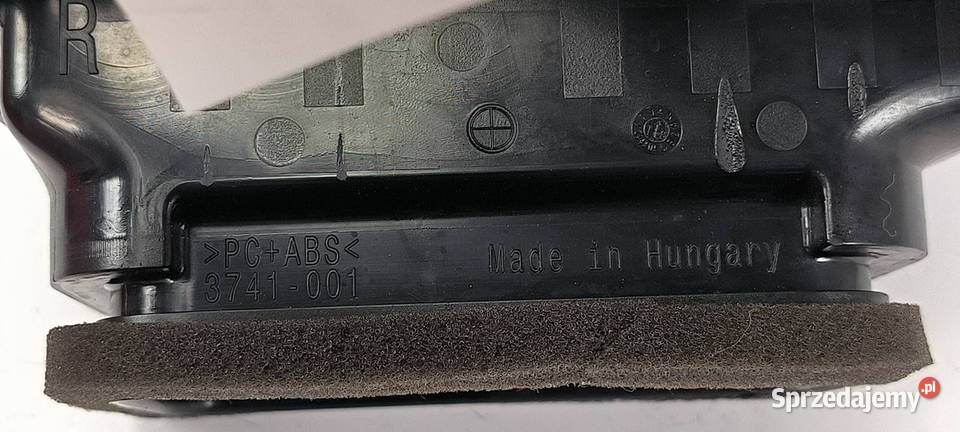 R
>PC+ABS<
3741-001
Made in Hungary
Sprzedajemy.pl